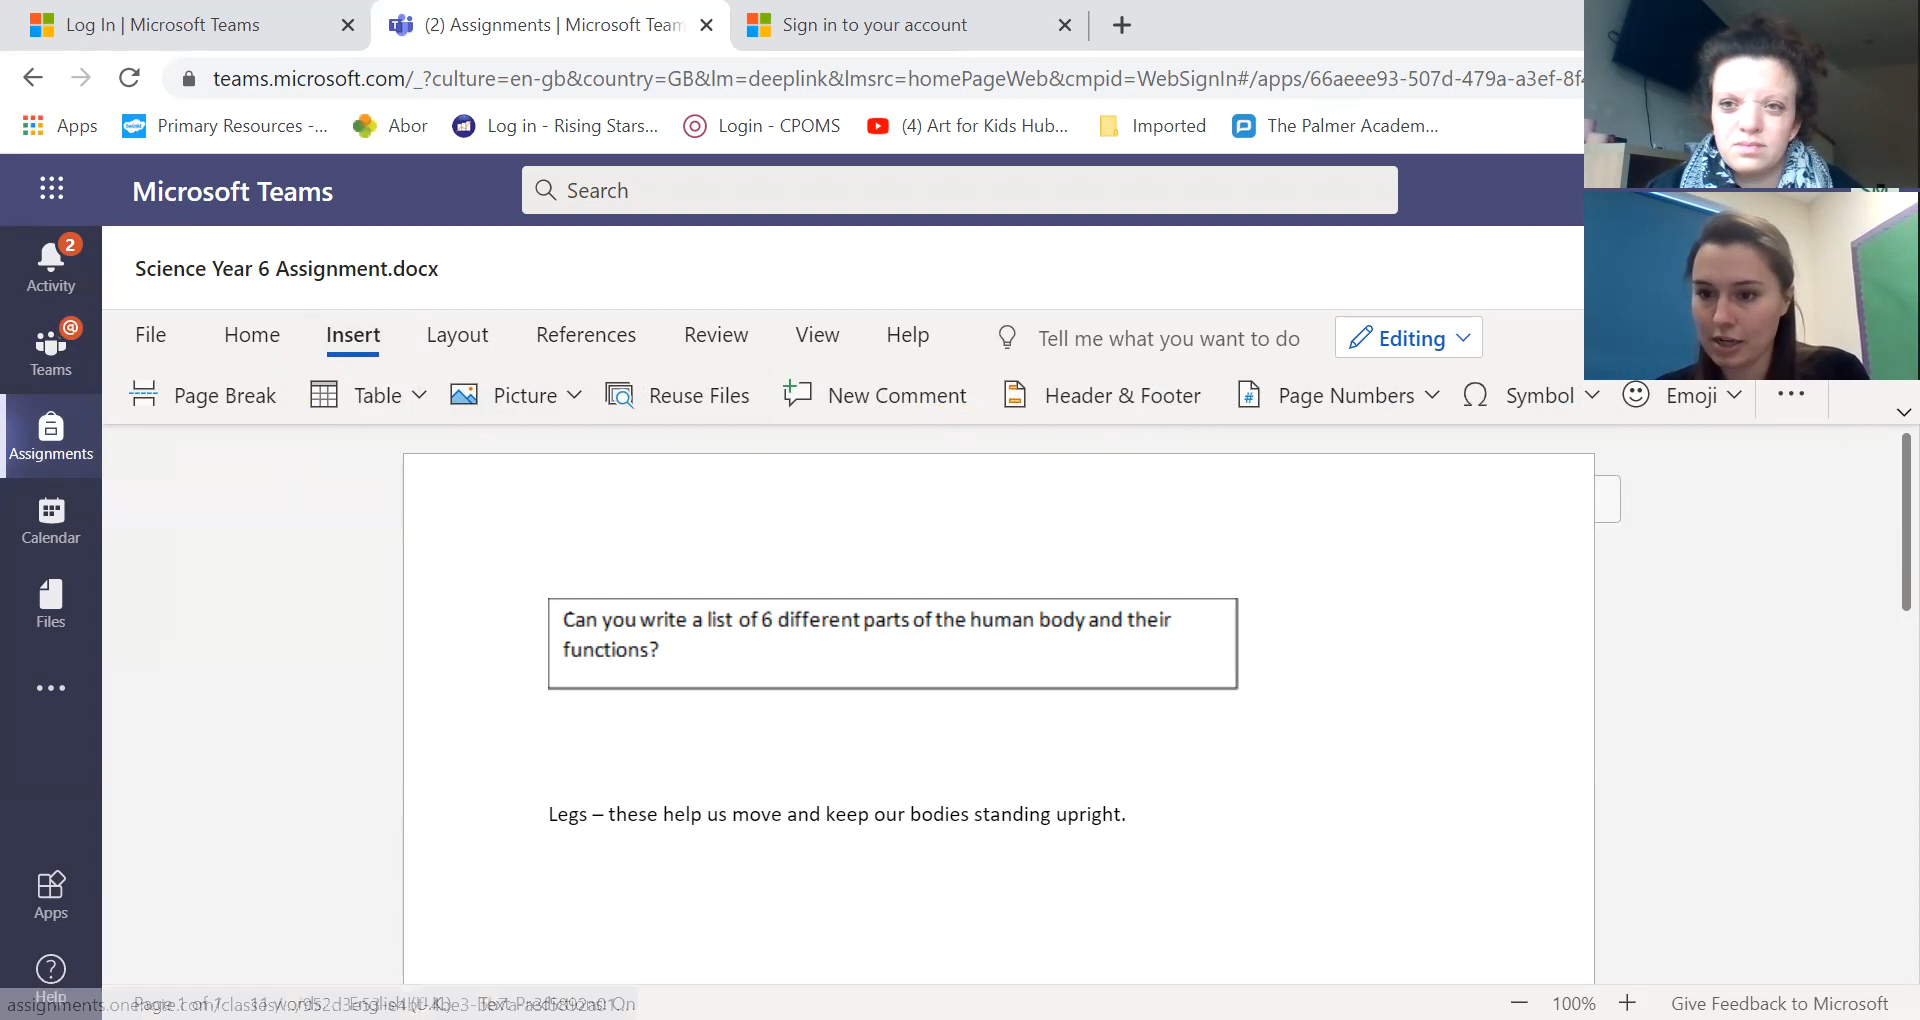 Log In | Microsoft Teams
(2) Assignments | Microsoft Team
Sign in to your account
teams.microsoft.com/_?culture=en-gb&country=GB&lm=deeplink&lmsrc=homePageWeb&cmpid=WebSignIn#/apps/66aeee93-507d-479a-a3ef-8f
Apps
Primary Resources -...
Abor
Log in - Rising Stars...
Login - CPOMS
(4) Art for Kids Hub...
Imported
The Palmer Academ...
Microsoft Teams
Search
2
Activity
@
Teams
Assignments
Calendar
Files
Apps
Help
Science Year 6 Assignment.docx
File Home Insert Layout References Review View Help Tell me what you want to do Editing
Page Break Table Picture Reuse Files New Comment Header & Footer Page Numbers Symbol Emoji
Can you write a list of 6 different parts of the human body and their
functions?
Legs – these help us move and keep our bodies standing upright.
100% Give Feedback to Microsoft